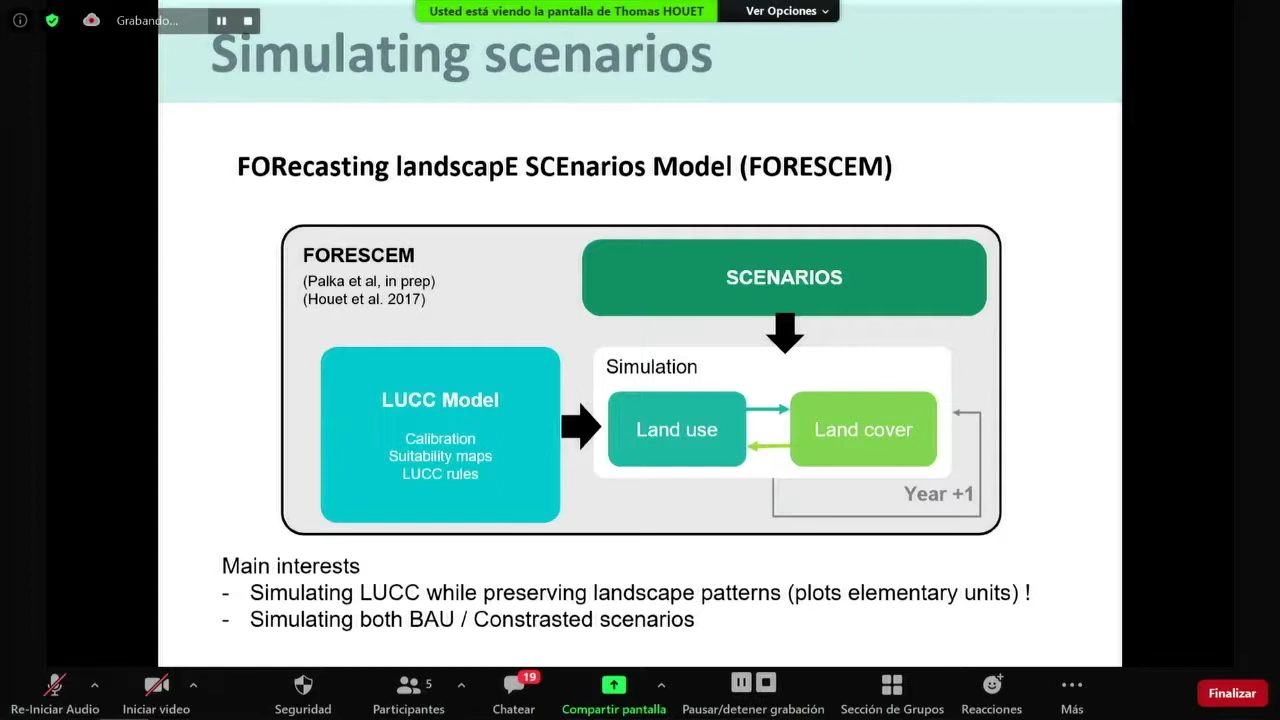 Grabando...
Usted está viendo la pantalla de Thomas HOUET
Ver Opciones
Simulating scenarios
FORecasting landscapE SCEnarios Model (FORESCEM)
FORESCEM
(Palka et al, in prep)
(Houet et al. 2017)
SCENARIOS
LUCC Model
Calibration
Suitability maps
LUCC rules
Simulation
Land use
Land cover
Year +1
Main interests
- Simulating LUCC while preserving landscape patterns (plots elementary units) !
- Simulating both BAU / Constrasted scenarios
Re-Iniciar Audio
Iniciar video
Seguridad
5
Participantes
19
Chatear
Compartir pantalla
Pausar/detener grabación
Sección de Grupos
Reacciones
Más
Finalizar